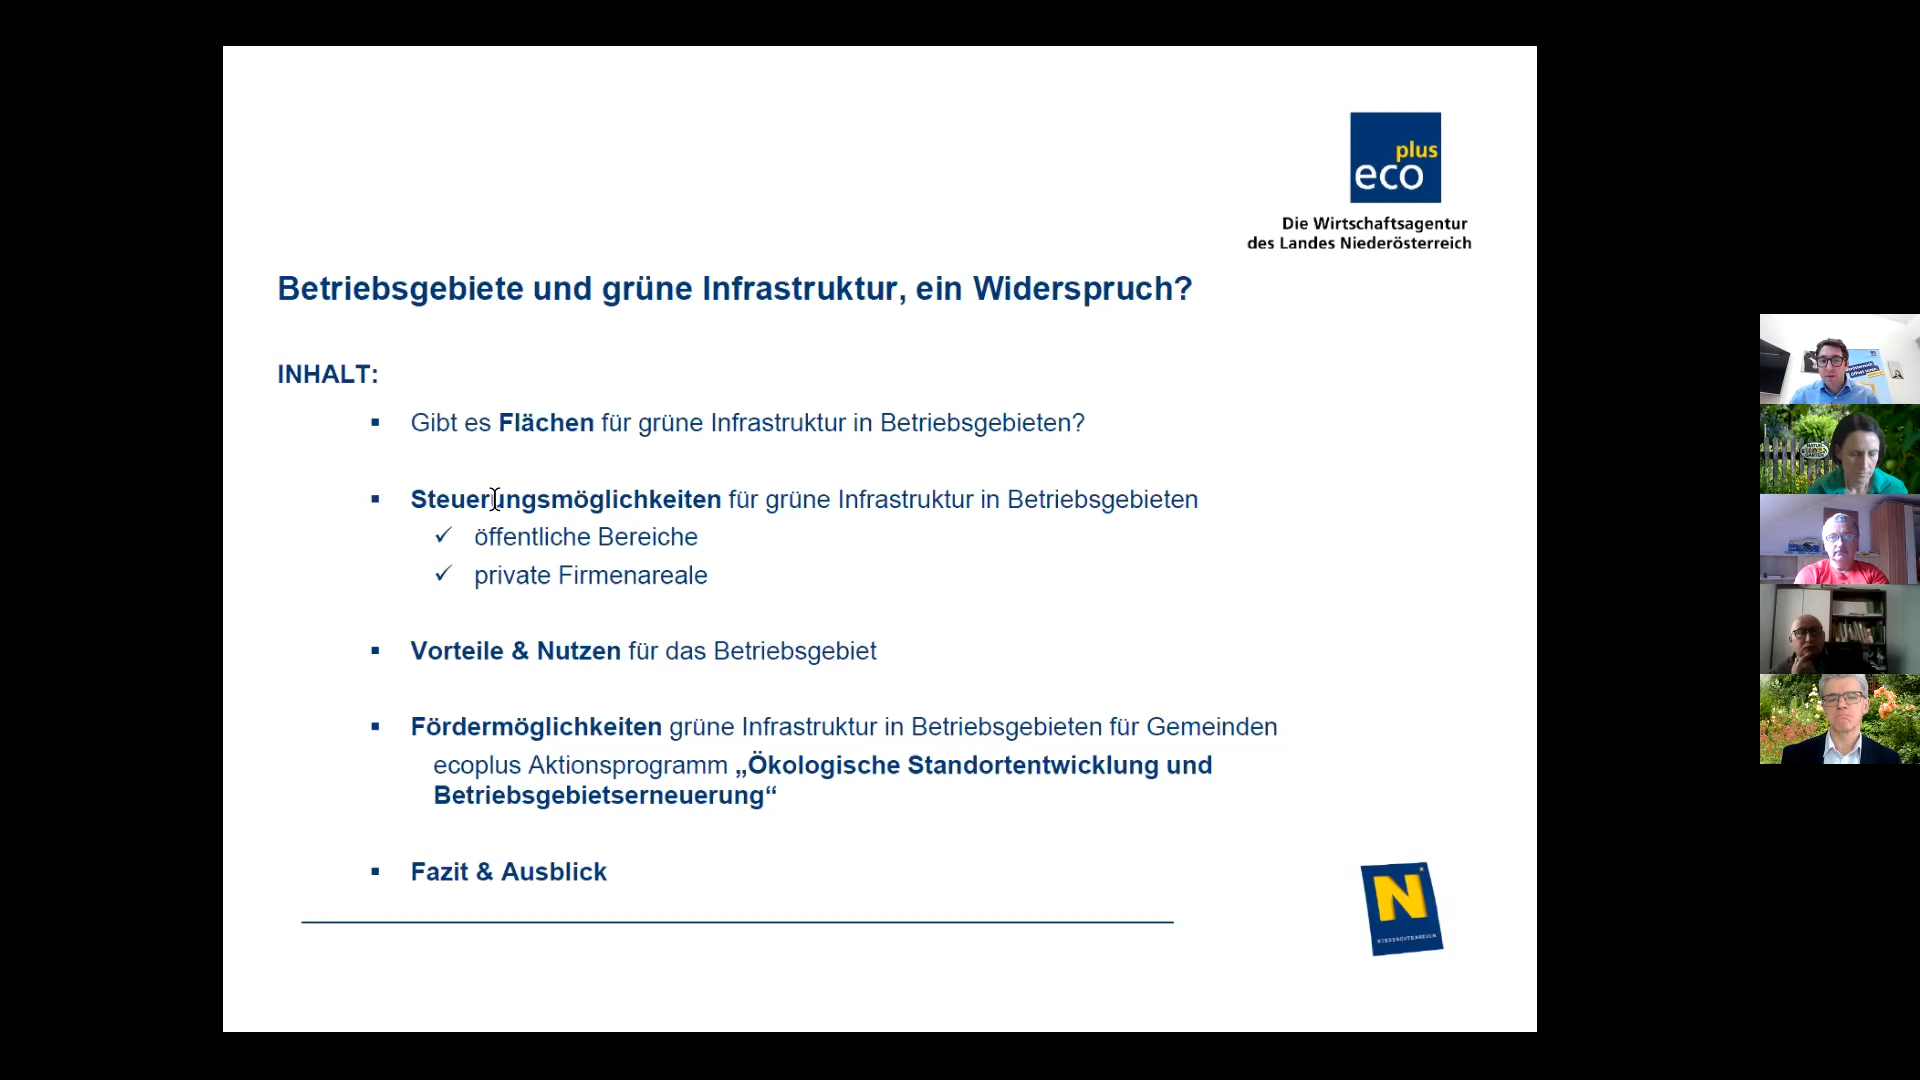 plus
eco
Die Wirtschaftsagentur
des Landes Niederösterreich
Betriebsgebiete und grüne Infrastruktur, ein Widerspruch?
INHALT:
▪ Gibt es Flächen für grüne Infrastruktur in Betriebsgebieten?
▪ Steuerungsmöglichkeiten für grüne Infrastruktur in Betriebsgebieten
✓ öffentliche Bereiche
✓ private Firmenareale
▪ Vorteile & Nutzen für das Betriebsgebiet
▪ Fördermöglichkeiten grüne Infrastruktur in Betriebsgebieten für Gemeinden
ecoplus Aktionsprogramm „Ökologische Standortentwicklung und
Betriebsgebietserneuerung“
▪ Fazit & Ausblick
N
NIEDERÖSTERREICH